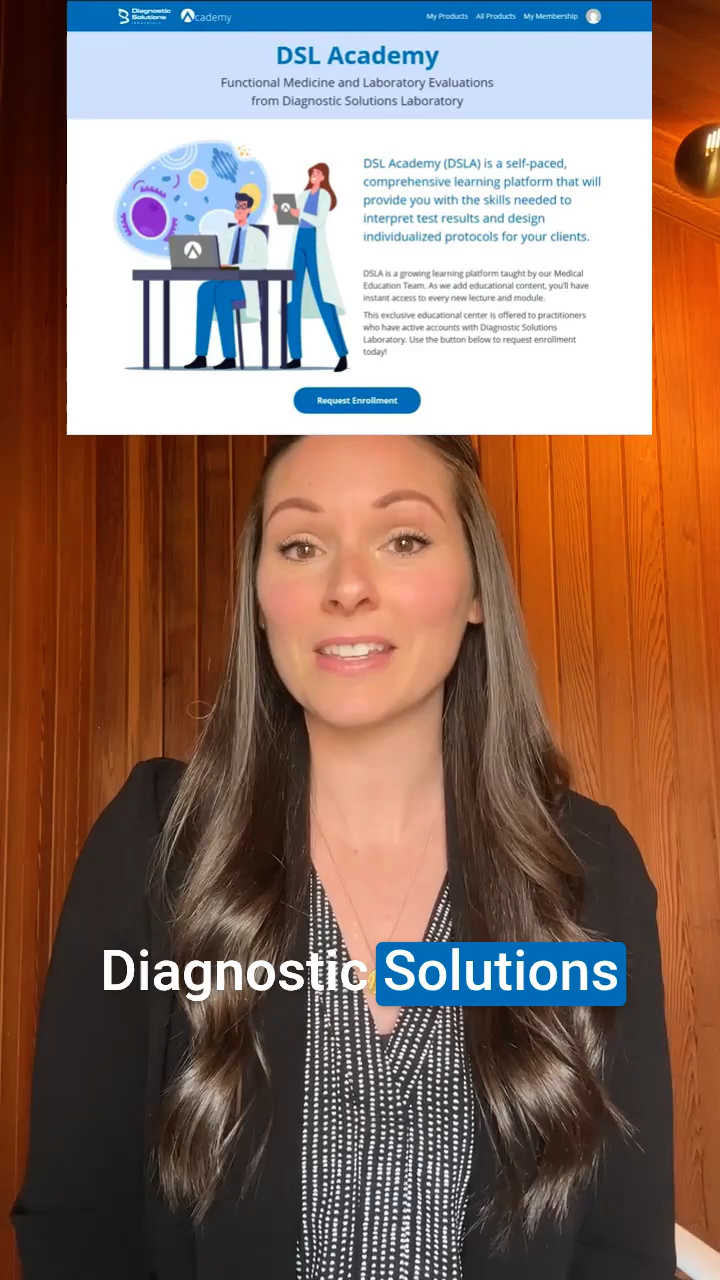 Diagnostic
Solutions
LABORATORY
Academy
My Products All Products My Membership
DSL Academy
Functional Medicine and Laboratory Evaluations
from Diagnostic Solutions Laboratory
DSL Academy (DSLA) is a self-paced,
comprehensive learning platform that will
provide you with the skills needed to
interpret test results and design
individualized protocols for your clients.
DSLA is a growing learning platform taught by our Medical
Education Team. As we add educational content, you'll have
instant access to every new lecture and module.
This exclusive educational center is offered to practitioners
who have active accounts with Diagnostic Solutions
Laboratory. Use the button below to request enrollment
today!
Request Enrollment
Diagnostic Solutions